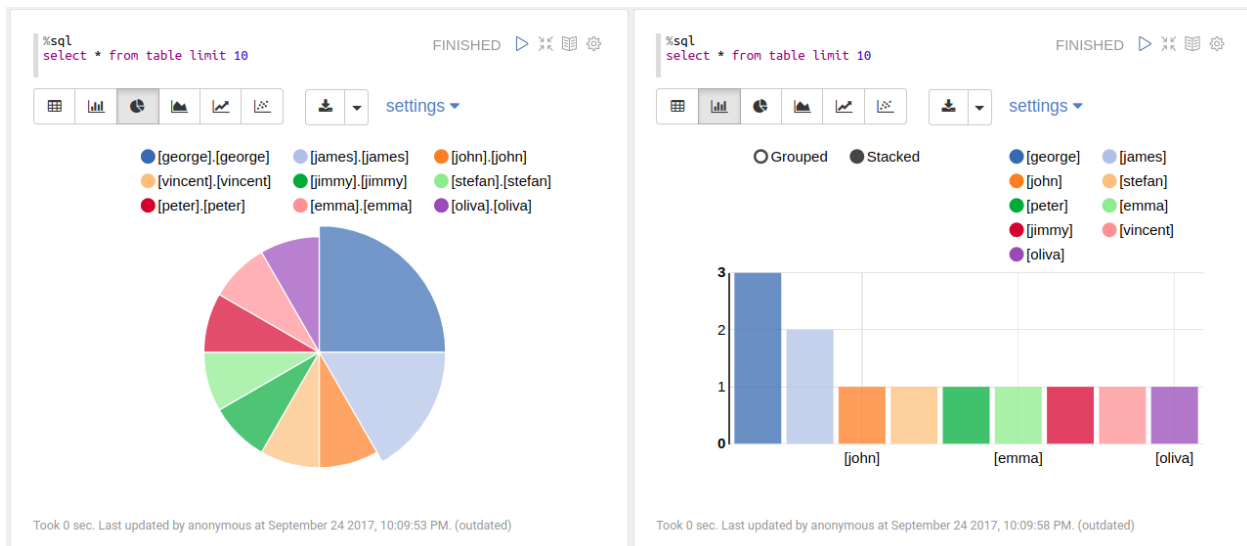 %sql
select * from table limit 10
FINISHED
settings
[george].[george] [james].[james] [john].[john]
[vincent].[vincent] [jimmy].[jimmy] [stefan].[stefan]
[peter].[peter] [emma].[emma] [oliva].[oliva]
Took 0 sec. Last updated by anonymous at September 24 2017, 10:09:53 PM. (outdated)
%sql
select * from table limit 10
FINISHED
settings
Grouped Stacked [george] [james]
[john] [stefan]
[peter] [emma]
[jimmy] [vincent]
[oliva]
3
2
1
0
[john] [emma] [oliva]
Took 0 sec. Last updated by anonymous at September 24 2017, 10:09:58 PM. (outdated)